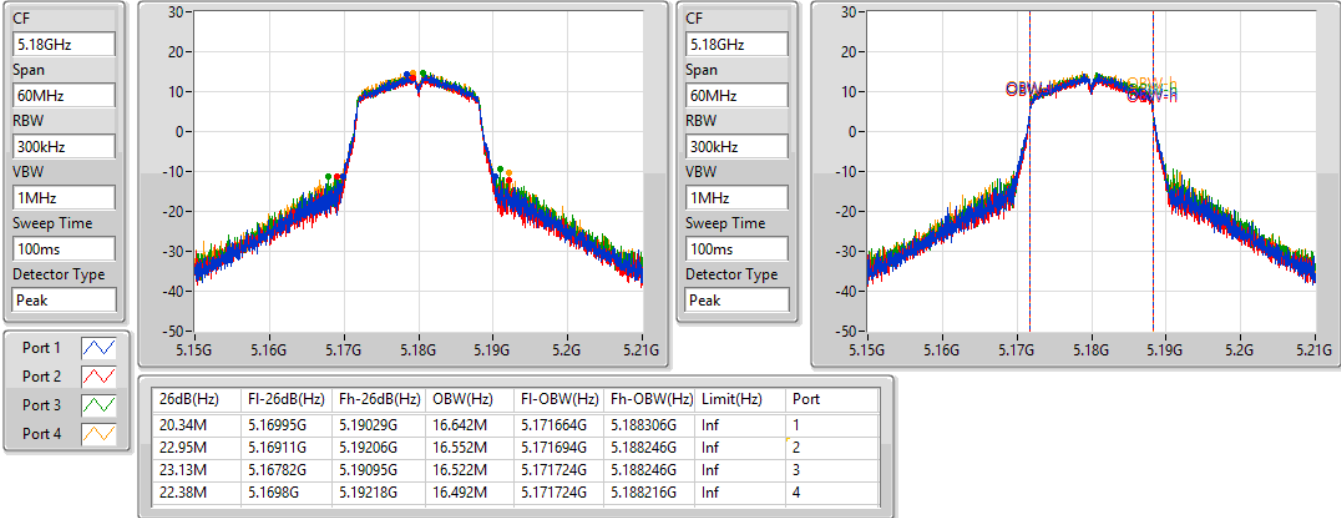 CF
5.18GHz
Span
60MHz
RBW
300kHz
VBW
1MHz
Sweep Time
100ms
Detector Type
Peak
30
20
10
0
-10
-20
-30
-40
-50
5.15G 5.16G 5.17G 5.18G 5.19G 5.2G 5.21G
CF
5.18GHz
Span
60MHz
RBW
300kHz
VBW
1MHz
Sweep Time
100ms
Detector Type
Peak
30
20
10
0
-10
-20
-30
-40
-50
OBW-h
OBW-h
5.15G 5.16G 5.17G 5.18G 5.19G 5.2G 5.21G
Port 1
Port 2
Port 3
Port 4
26dB(Hz) Fl-26dB(Hz) Fh-26dB(Hz) OBW(Hz) Fl-OBW(Hz) Fh-OBW(Hz) Limit(Hz) Port
20.34M 5.16995G 5.19029G 16.642M 5.171664G 5.188306G Inf 1
22.95M 5.16911G 5.19206G 16.552M 5.171694G 5.188246G Inf 2
23.13M 5.16782G 5.19095G 16.522M 5.171724G 5.188246G Inf 3
22.38M 5.1698G 5.19218G 16.492M 5.171724G 5.188216G Inf 4